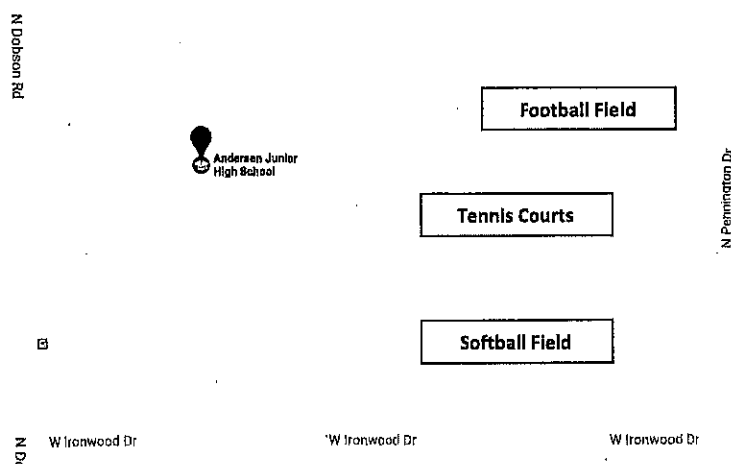 N Dobson Rd
Football Field
Andersen Junior
High School
N Pennington Dr
Tennis Courts
Softball Field
N Do
W Ironwood Dr
W Ironwood Dr
W Ironwood Dr